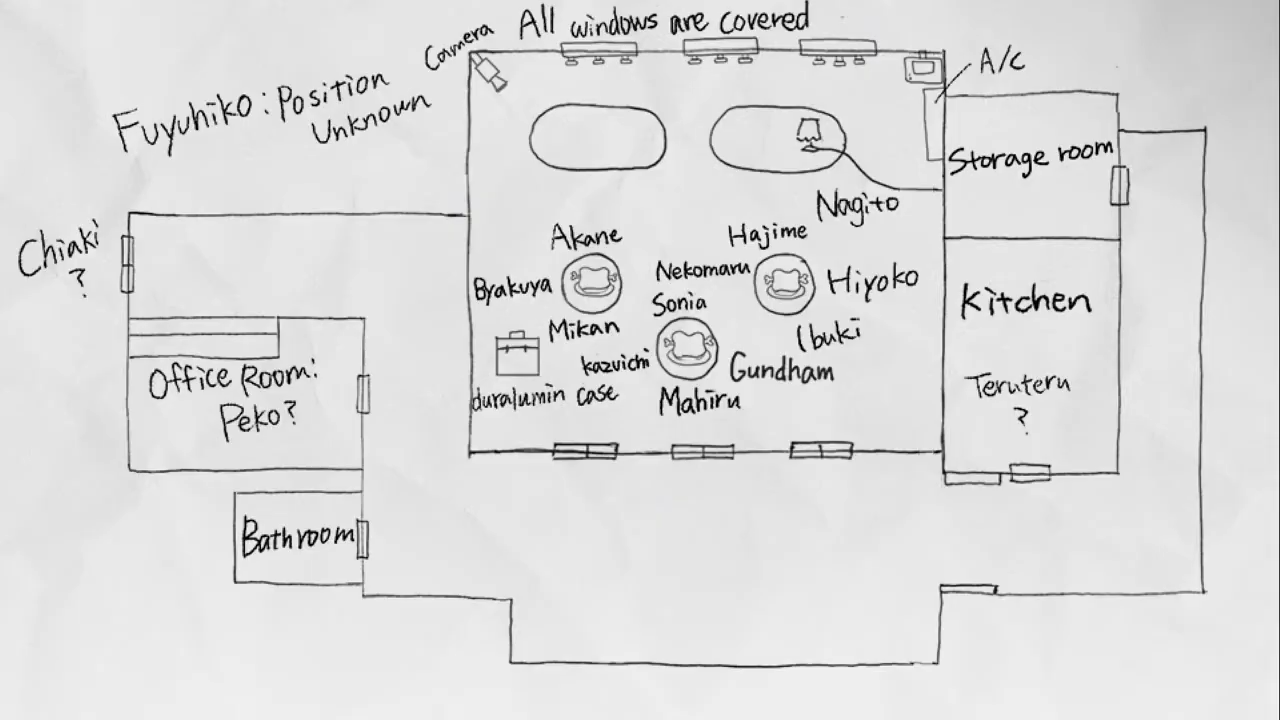 All windows are covered
Camera
A/C
Fuyuhiko: Position
Unknown
Storage room
Nagito
Chiaki
?
Akane
Hajime
Byakuya
Nekomaru
Hiyoko
Sonia
Kitchen
Mikan
Ibuki
kazuichi
Gundham
Office Room:
Peko?
duralumin case
Mahiru
Teruteru
?
Bathroom